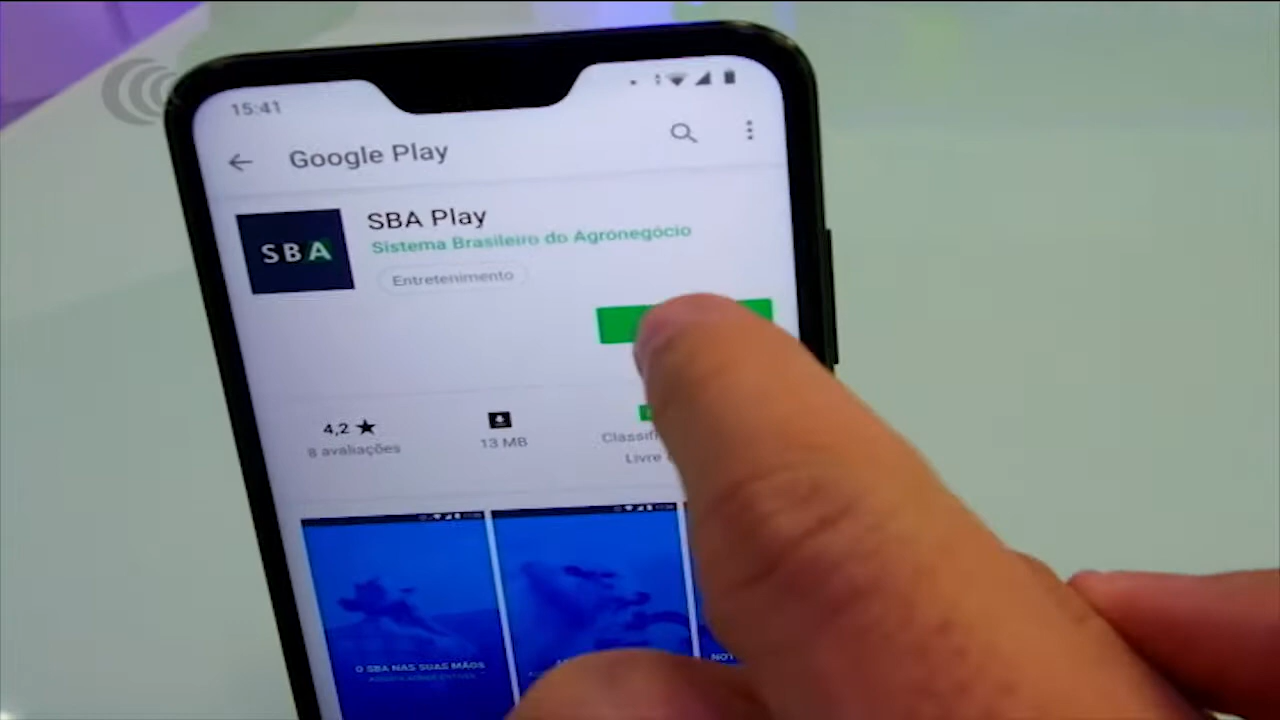 15:41
Google Play
SBA
SBA Play
Sistema Brasileiro do Agronegócio
Entretenimento
4,2 ★
8 avaliações
13 MB
Livre
O SBA NAS SUAS MÃOS